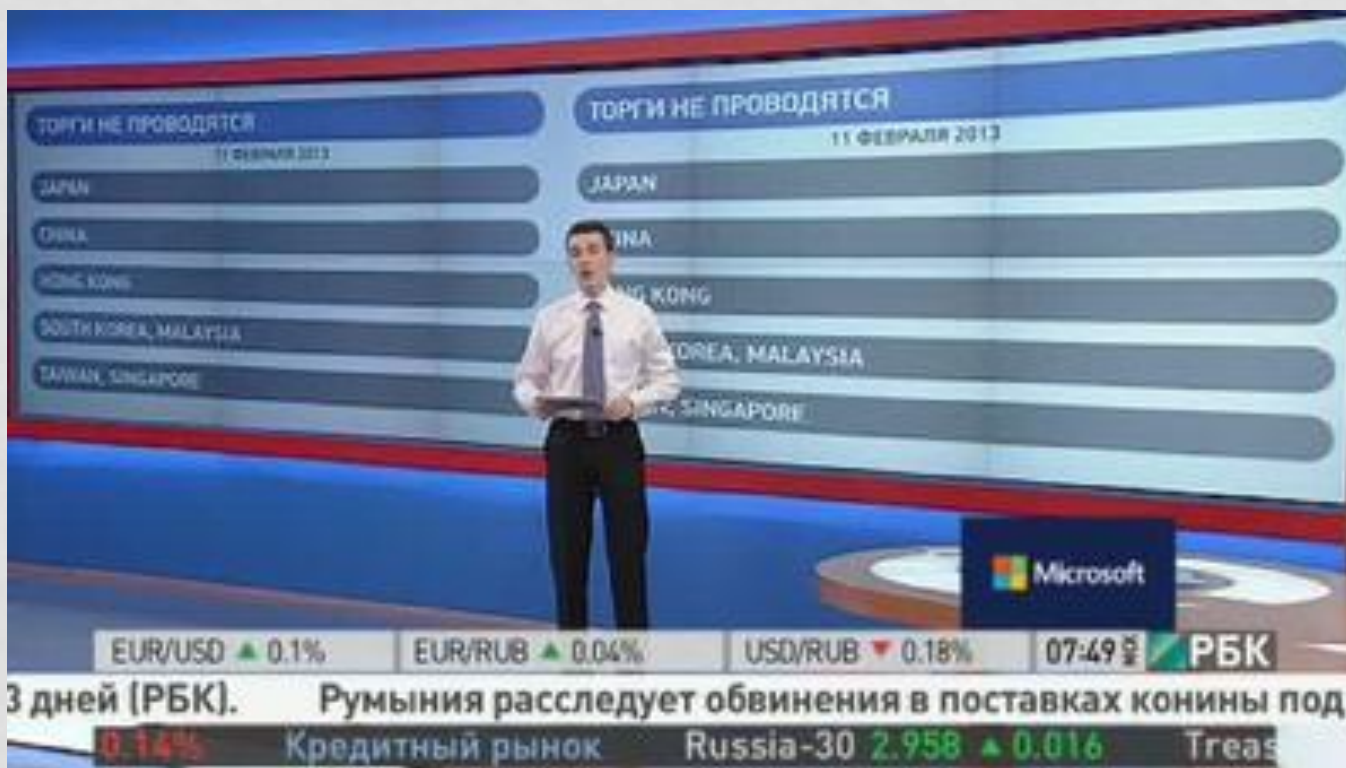 ТОРГИ НЕ ПРОВОДЯТСЯ
11 ФЕВРАЛЯ 2013
JAPAN
CHINA
HONG KONG
SOUTH KOREA, MALAYSIA
TAIWAN, SINGAPORE
ТОРГИ НЕ ПРОВОДЯТСЯ
11 ФЕВРАЛЯ 2013
JAPAN
INA
NG KONG
KOREA, MALAYSIA
, SINGAPORE
Microsoft
EUR/USD ▲ 0.1% EUR/RUB ▲ 0.04% USD/RUB ▼ 0.18% 07:49 МСК РБК
3 дней (РБК). Румыния расследует обвинения в поставках конины под
0.14% Кредитный рынок Russia-30 2.958 ▲ 0.016 Treas